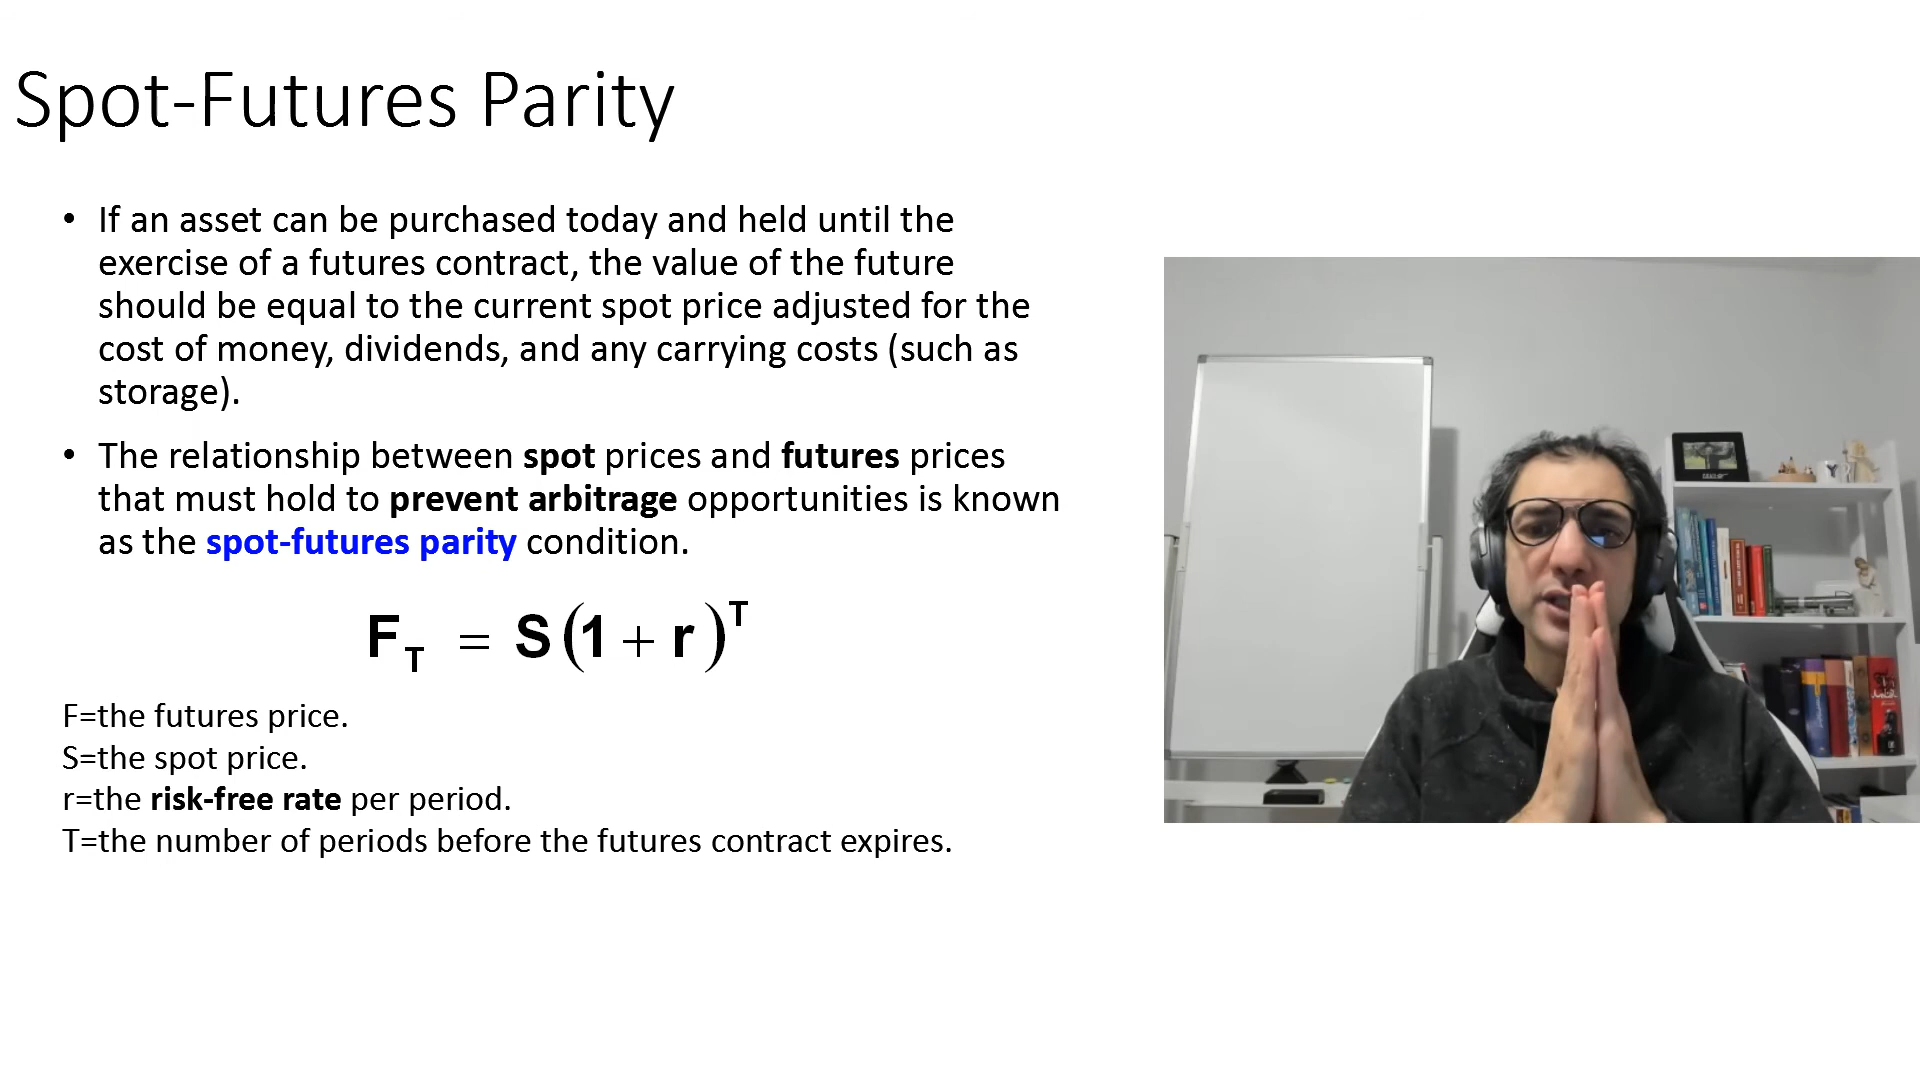 Spot-Futures Parity
• If an asset can be purchased today and held until the
exercise of a futures contract, the value of the future
should be equal to the current spot price adjusted for the
cost of money, dividends, and any carrying costs (such as
storage).
• The relationship between spot prices and futures prices
that must hold to prevent arbitrage opportunities is known
as the spot-futures parity condition.
F_T = S(1 + r)^T
F=the futures price.
S=the spot price.
r=the risk-free rate per period.
T=the number of periods before the futures contract expires.